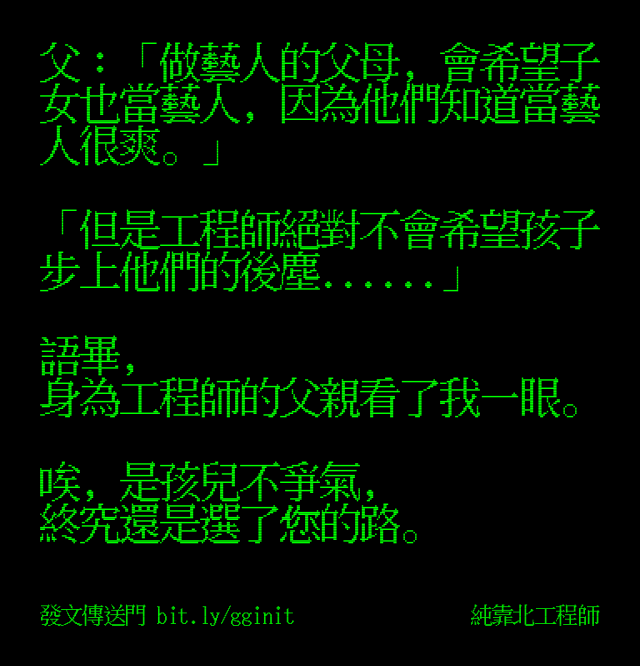 父：「做藝人的父母, 會希望子
女也當藝人, 因為他們知道當藝
人很爽。」
「但是工程師絕對不會希望孩子
步上他們的後塵......」
語畢,
身為工程師的父親看了我一眼。
唉, 是孩兒不爭氣,
終究還是選了您的路。
發文傳送門 bit.ly/gginit
純靠北工程師